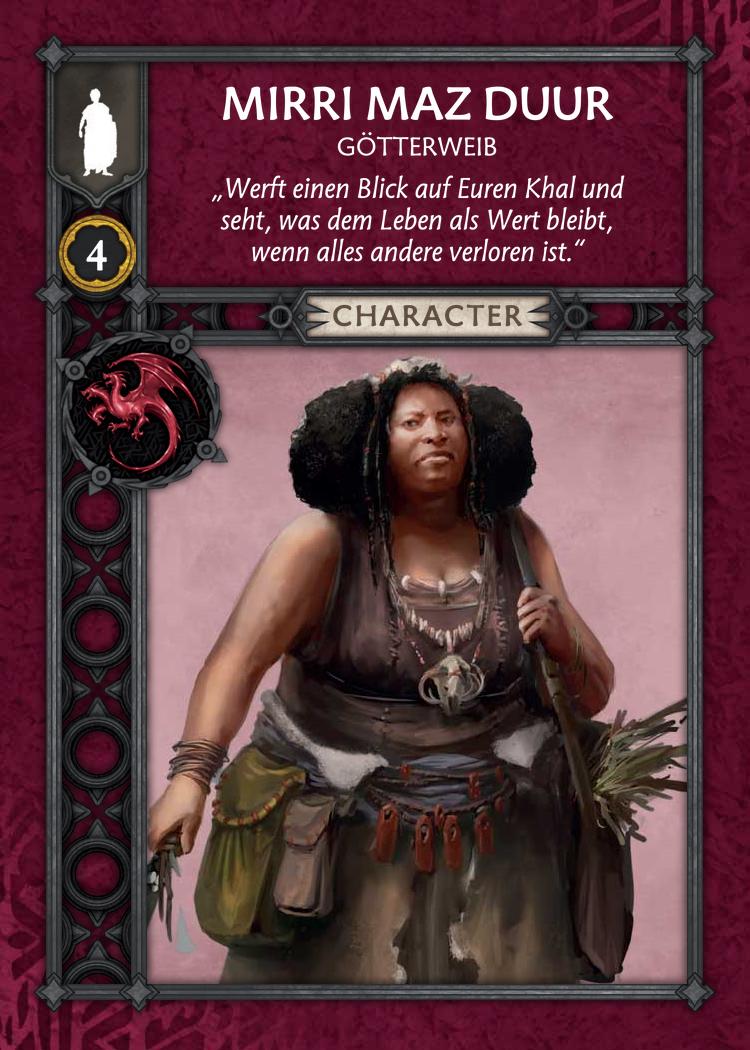 MIRRI MAZ DUUR
GÖTTERWEIB
„Werft einen Blick auf Euren Khal und
seht, was dem Leben als Wert bleibt,
wenn alles andere verloren ist.“
4
CHARACTER